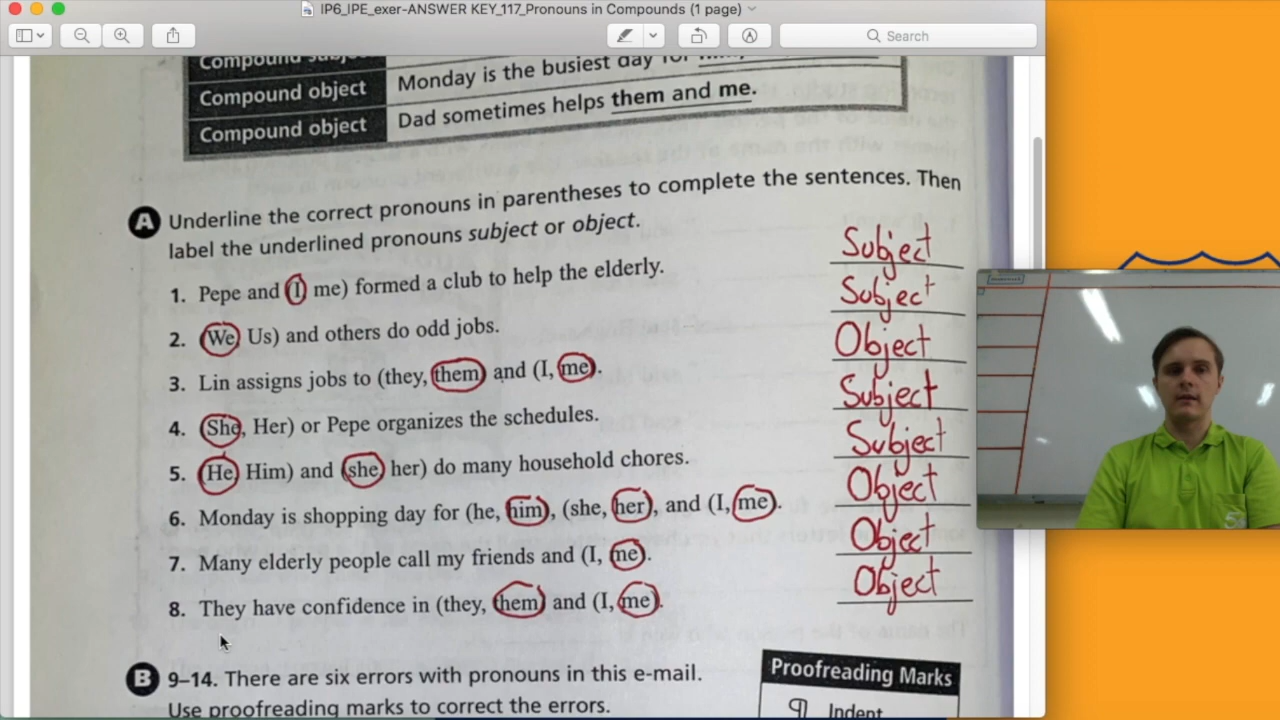 IP6_IPE_exer-ANSWER KEY_117_Pronouns in Compounds (1 page)
Search
Compound
Monday is the busiest day for
Compound object
Dad sometimes helps them and me.
Compound object
A Underline the correct pronouns in parentheses to complete the sentences. Then
label the underlined pronouns subject or object.
1. Pepe and (I, me) formed a club to help the elderly. Subject
2. (We, Us) and others do odd jobs. Subject
3. Lin assigns jobs to (they, them) and (I, me). Object
4. (She, Her) or Pepe organizes the schedules. Subject
5. (He, Him) and (she, her) do many household chores. Subject
6. Monday is shopping day for (he, him), (she, her), and (I, me). Object
7. Many elderly people call my friends and (I, me). Object
8. They have confidence in (they, them) and (I, me). Object
B 9–14. There are six errors with pronouns in this e-mail.
Use proofreading marks to correct the errors.
Proofreading Marks
¶ Indent